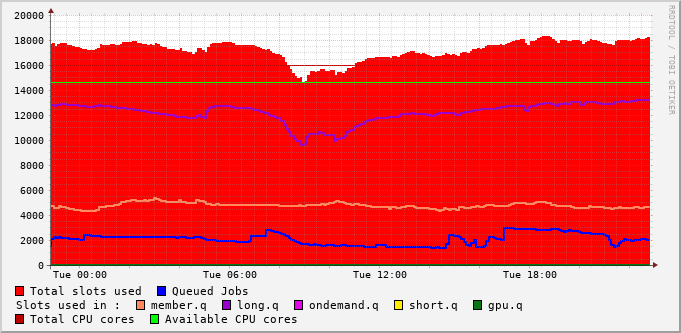 20000
18000
16000
14000
12000
10000
8000
6000
4000
2000
0
Tue 00:00 Tue 06:00 Tue 12:00 Tue 18:00
RRDTOOL / TOBI OETIKER
Total slots used Queued Jobs
Slots used in : member.q long.q ondemand.q short.q gpu.q
Total CPU cores Available CPU cores